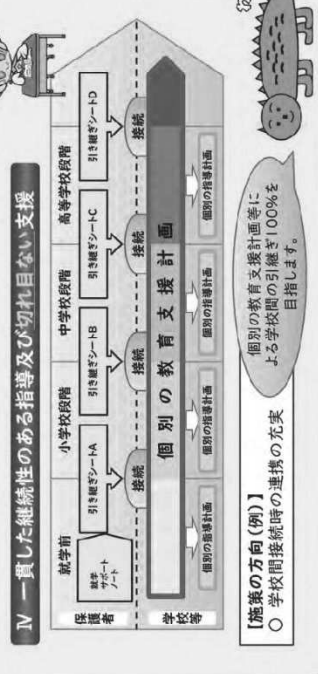 Ⅳ 一貫した継続性のある指導及び切れ目ない支援
就学前
小学校段階
中学校段階
高等学校段階
保護者
就学
サポート
ノート
引き継ぎシートA
引き継ぎシートB
引き継ぎシートC
引き継ぎシートD
接続
接続
接続
接続
学校等
個別の教育支援計画
個別の指導計画
個別の指導計画
個別の指導計画
個別の指導計画
【施策の方向(例)】
○ 学校間接続時の連携の充実
個別の教育支援計画等に
よる学校間の引継ぎ100%を
目指します。